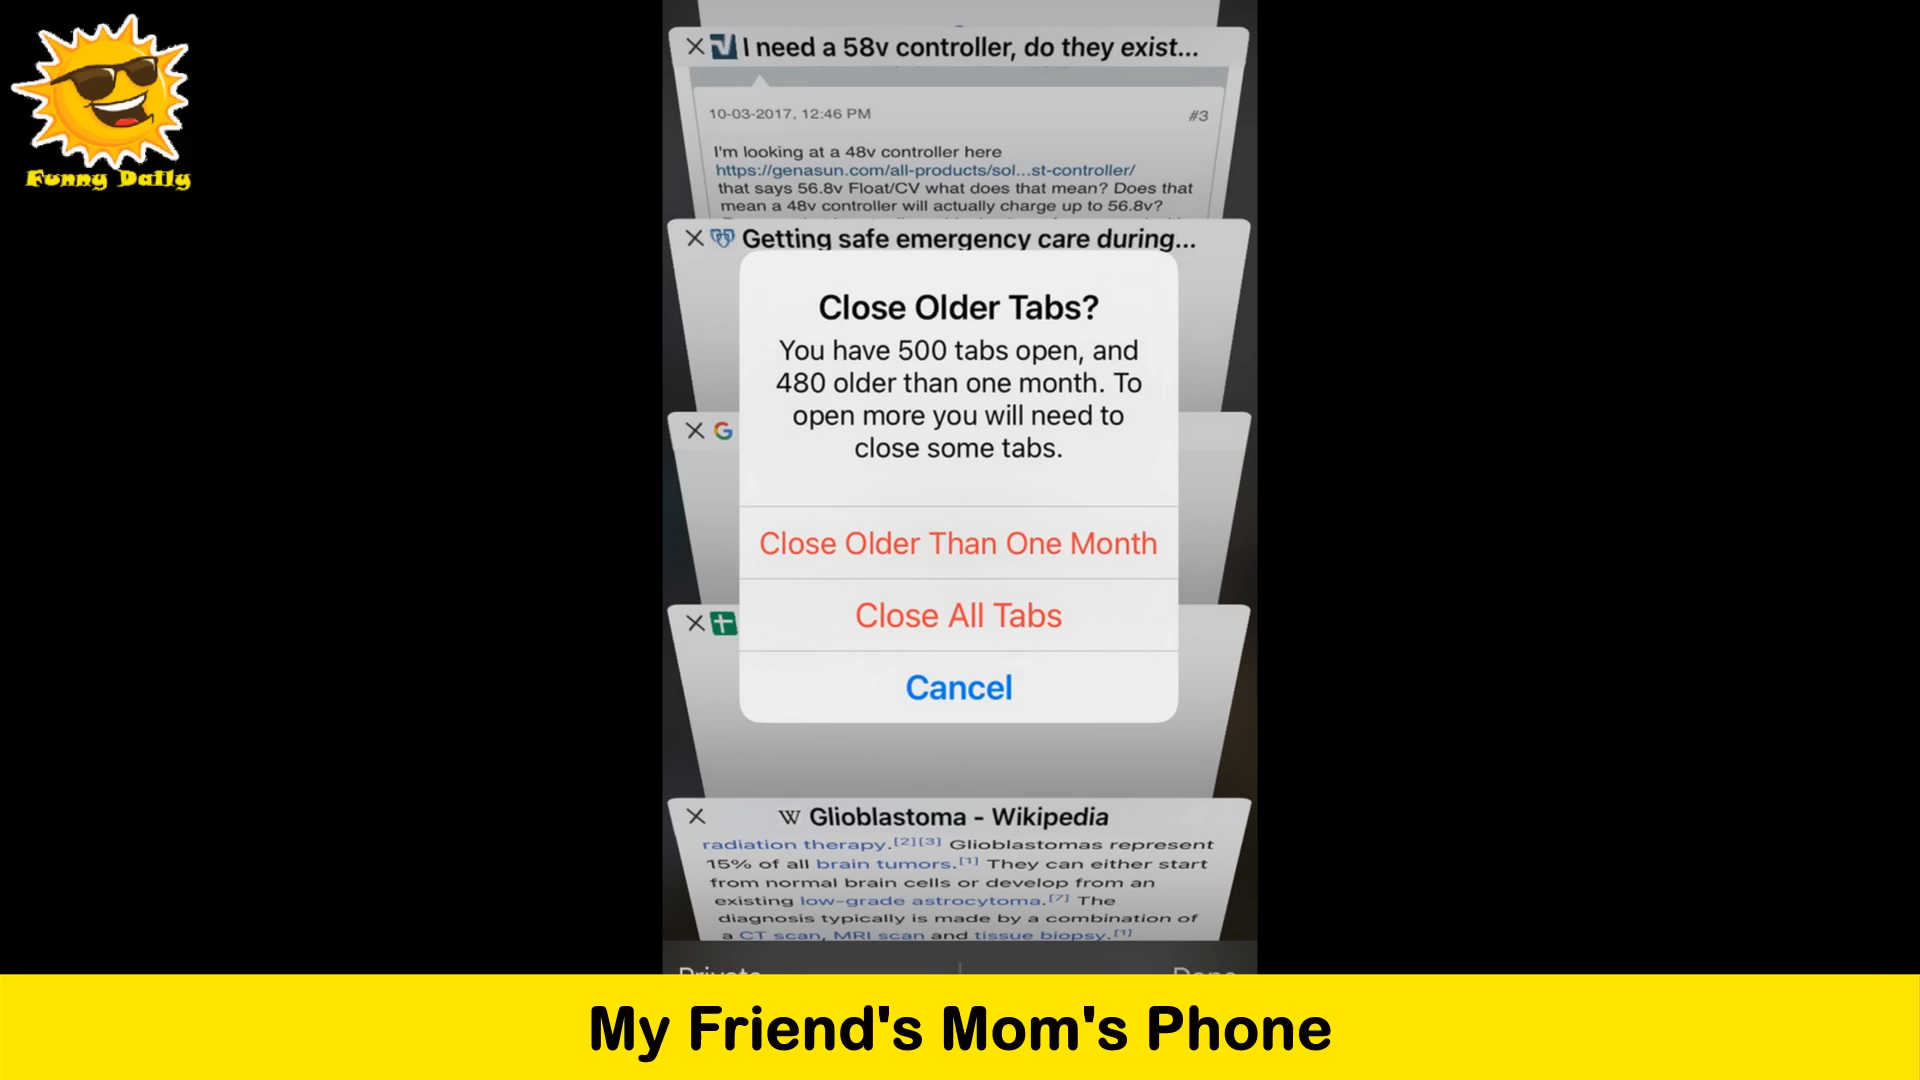 I need a 58v controller, do they exist...
10-03-2017, 12:46 PM
#3
I'm looking at a 48v controller here
https://genasun.com/all-products/sol...st-controller/
that says 56.8v Float/CV what does that mean? Does that
mean a 48v controller will actually charge up to 56.8v?
Getting safe emergency care during...
Close Older Tabs?
You have 500 tabs open, and
480 older than one month. To
open more you will need to
close some tabs.
Close Older Than One Month
Close All Tabs
Cancel
W Glioblastoma - Wikipedia
radiation therapy.[2][3] Glioblastomas represent
15% of all brain tumors.[1] They can either start
from normal brain cells or develop from an
existing low-grade astrocytoma.[7] The
diagnosis typically is made by a combination of
a CT scan, MRI scan and tissue biopsy.[1]
Private
Done
Funny Daily
My Friend's Mom's Phone